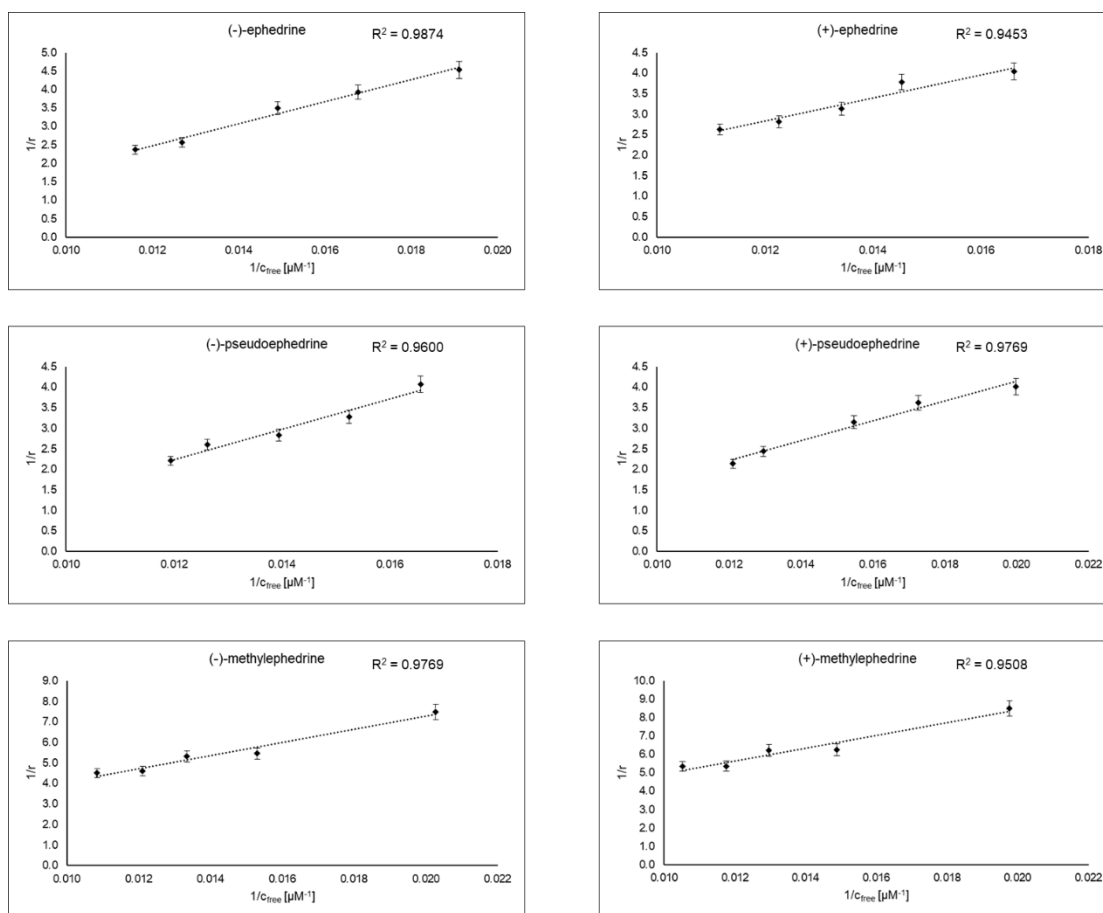 (-)-ephedrine R² = 0.9874
5.0
4.5
4.0
3.5
3.0
2.5
2.0
1.5
1.0
0.5
0.0
1/r
0.010 0.012 0.014 0.016 0.018 0.020
1/c_free [µM⁻¹]
(+)-ephedrine R² = 0.9453
4.5
4.0
3.5
3.0
2.5
2.0
1.5
1.0
0.5
0.0
1/r
0.010 0.012 0.014 0.016 0.018
1/c_free [µM⁻¹]
(-)-pseudoephedrine R² = 0.9600
4.5
4.0
3.5
3.0
2.5
2.0
1.5
1.0
0.5
0.0
1/r
0.010 0.012 0.014 0.016 0.018
1/c_free [µM⁻¹]
(+)-pseudoephedrine R² = 0.9769
4.5
4.0
3.5
3.0
2.5
2.0
1.5
1.0
0.5
0.0
1/r
0.010 0.012 0.014 0.016 0.018 0.020 0.022
1/c_free [µM⁻¹]
(-)-methylephedrine R² = 0.9769
9.0
8.0
7.0
6.0
5.0
4.0
3.0
2.0
1.0
0.0
1/r
0.010 0.012 0.014 0.016 0.018 0.020 0.022
1/c_free [µM⁻¹]
(+)-methylephedrine R² = 0.9508
10.0
9.0
8.0
7.0
6.0
5.0
4.0
3.0
2.0
1.0
0.0
1/r
0.010 0.012 0.014 0.016 0.018 0.020 0.022
1/c_free [µM⁻¹]